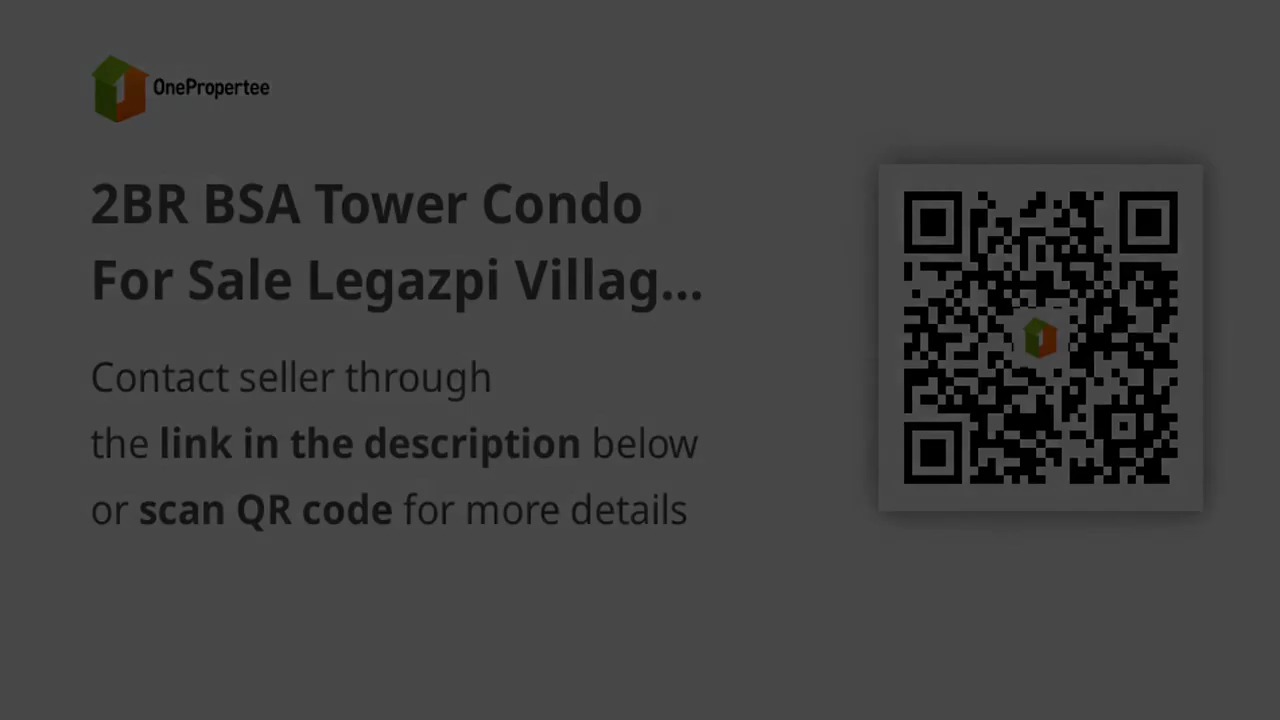 OnePropertee
2BR BSA Tower Condo
For Sale Legazpi Villag...
Contact seller through
the link in the description below
or scan QR code for more details